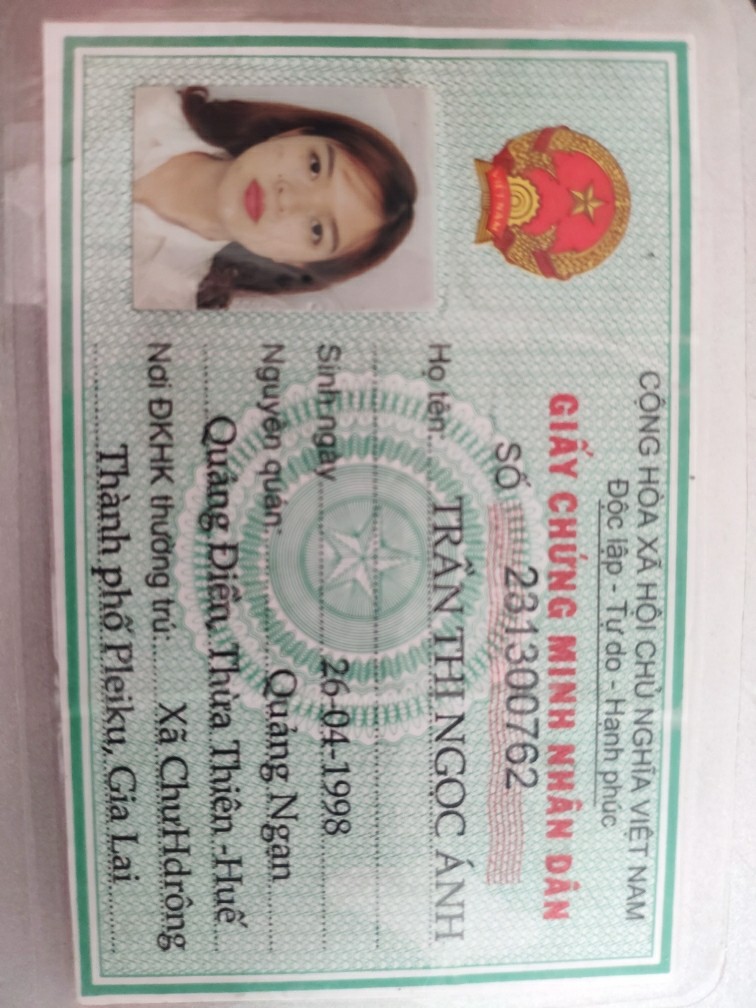 CỘNG HÒA XÃ HỘI CHỦ NGHĨA VIỆT NAM
Độc lập - Tự do - Hạnh phúc
GIẤY CHỨNG MINH NHÂN DÂN
SỐ 231300762
Họ tên: TRẦN THỊ NGỌC ÁNH
Sinh ngày 26-04-1998
Nguyên quán: Quảng Ngạn
Quảng Điền, Thừa Thiên -Huế
Nơi ĐKHK thường trú: Xã ChưHdrông
Thành phố Pleiku, Gia Lai
VIỆT NAM